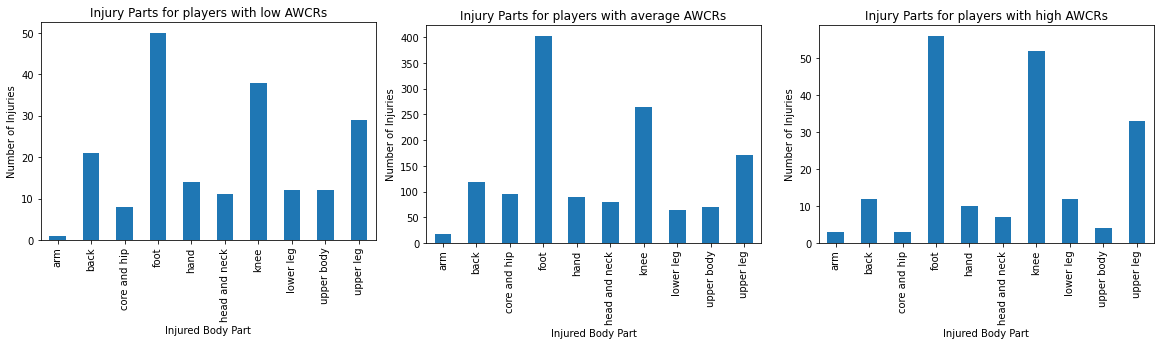 Injury Parts for players with low AWCRs
Number of Injuries
50
40
30
20
10
0
arm
back
core and hip
foot
hand
head and neck
knee
lower leg
upper body
upper leg
Injured Body Part
Injury Parts for players with average AWCRs
Number of Injuries
400
350
300
250
200
150
100
50
0
arm
back
core and hip
foot
hand
head and neck
knee
lower leg
upper body
upper leg
Injured Body Part
Injury Parts for players with high AWCRs
Number of Injuries
50
40
30
20
10
0
arm
back
core and hip
foot
hand
head and neck
knee
lower leg
upper body
upper leg
Injured Body Part